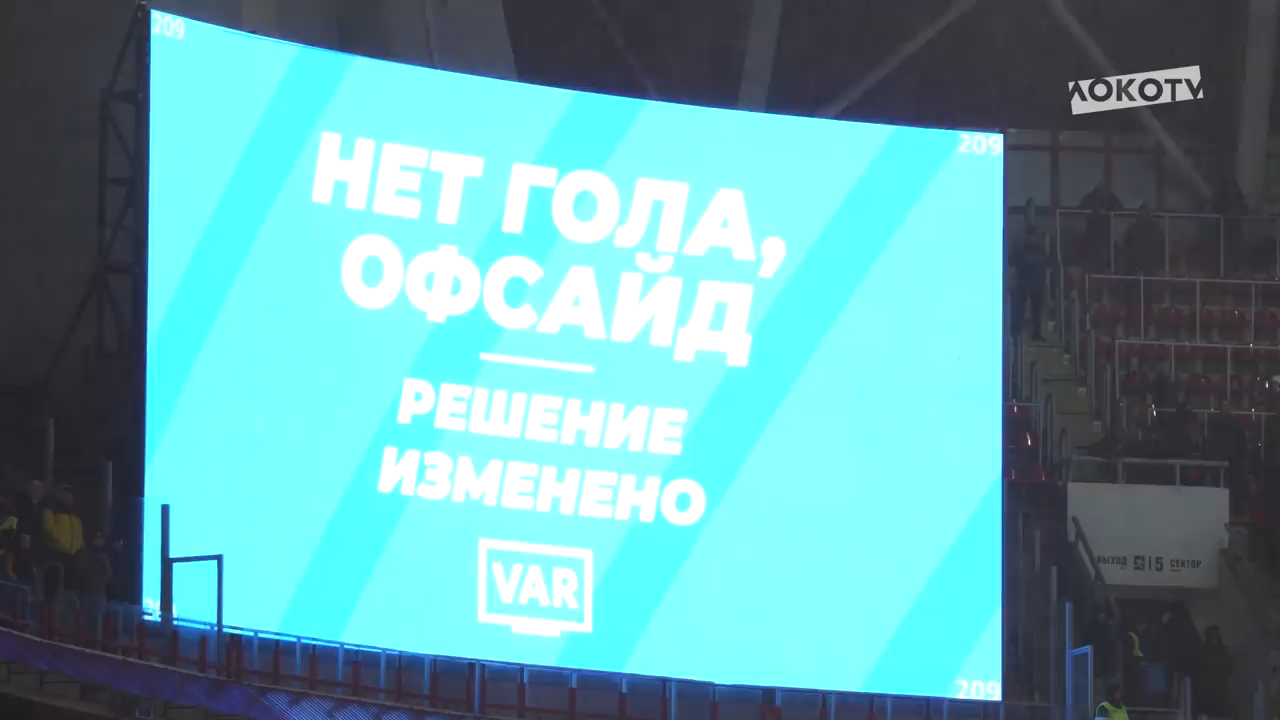 209
ЛОКОTV
209
НЕТ ГОЛА,
ОФСАЙД
РЕШЕНИЕ
ИЗМЕНЕНО
VAR
ВЫХОД 15 СЕКТОР
209